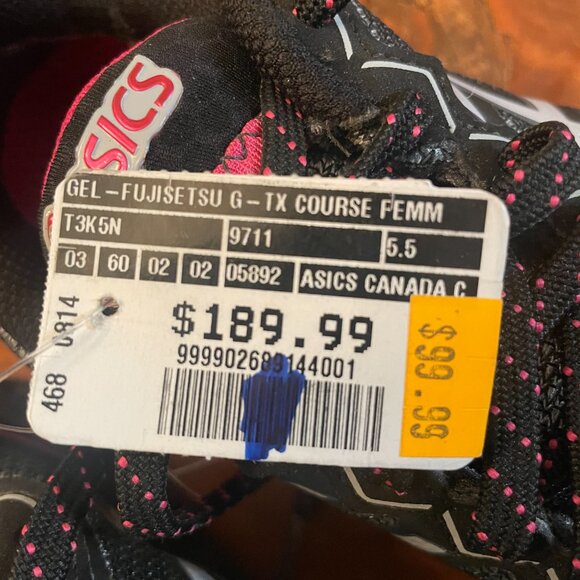 ASICS
GEL-FUJISETSU G-TX COURSE FEMM
T3K5N 9711 5.5
03 60 02 02 05892 ASICS CANADA C
$189.99
468 0814
99.99$